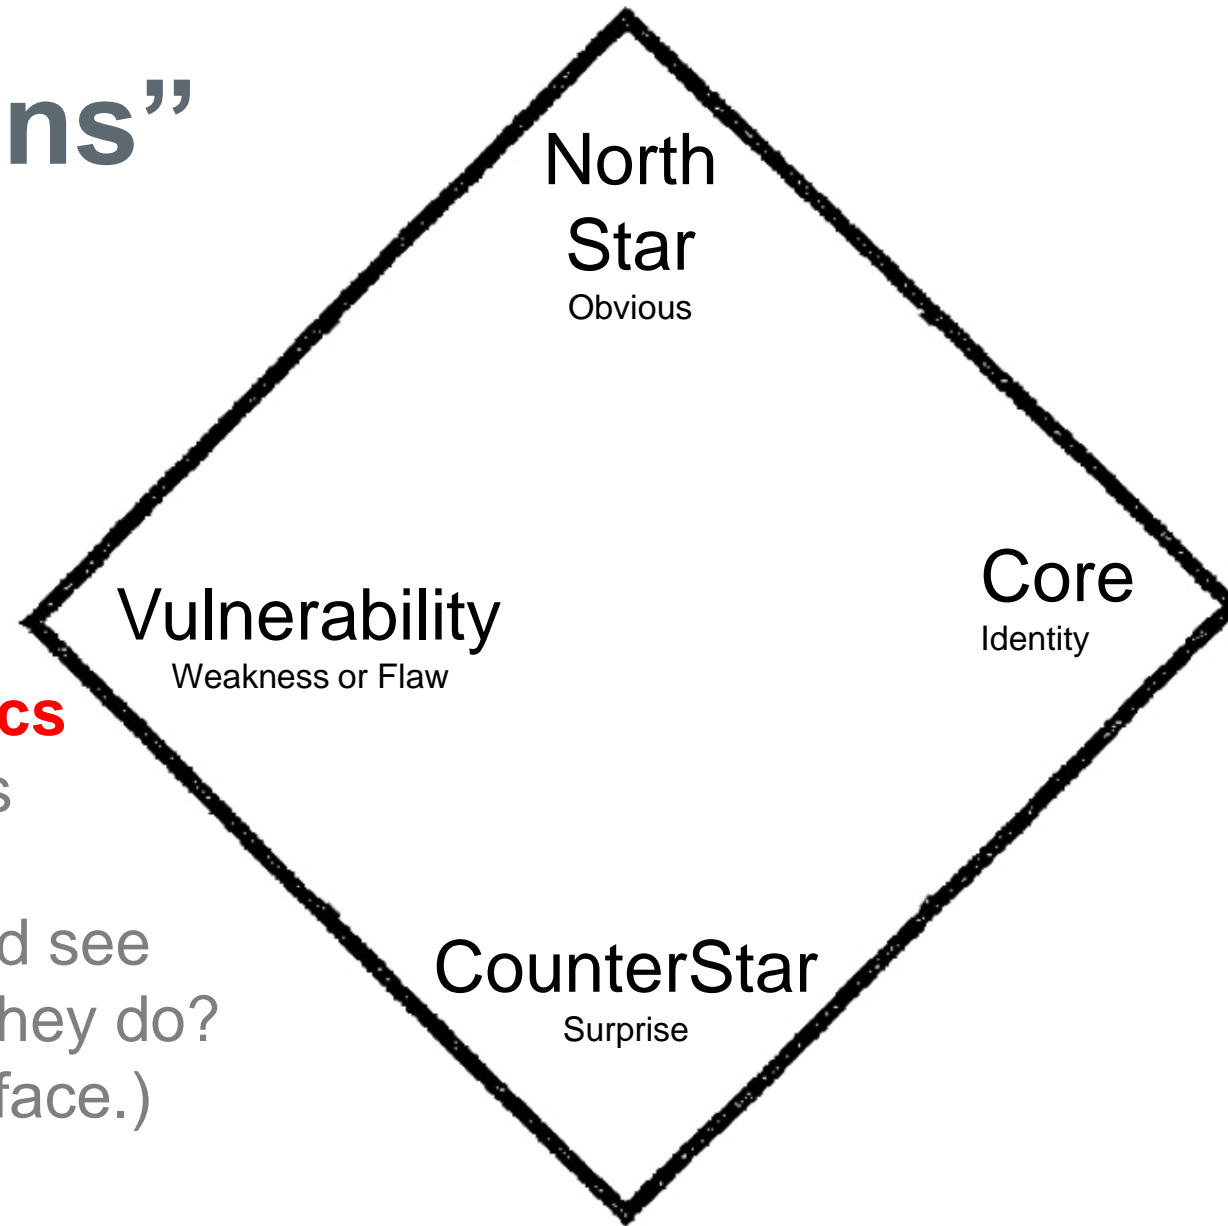 ns”
North
Star
Obvious
Core
Identity
Vulnerability
Weakness or Flaw
cs
s
d see
hey do?
face.)
CounterStar
Surprise